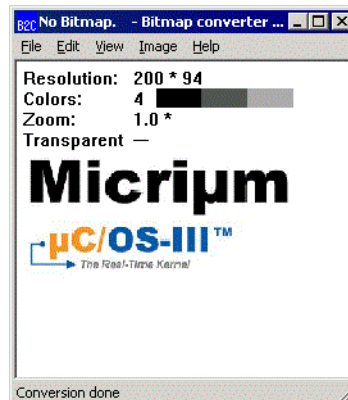 B2C No Bitmap. - Bitmap converter ...
File Edit View Image Help
Resolution: 200 * 94
Colors: 4
Zoom: 1.0 *
Transparent —
Micriµm
µC/OS-III™
The Real-Time Kernel
Conversion done